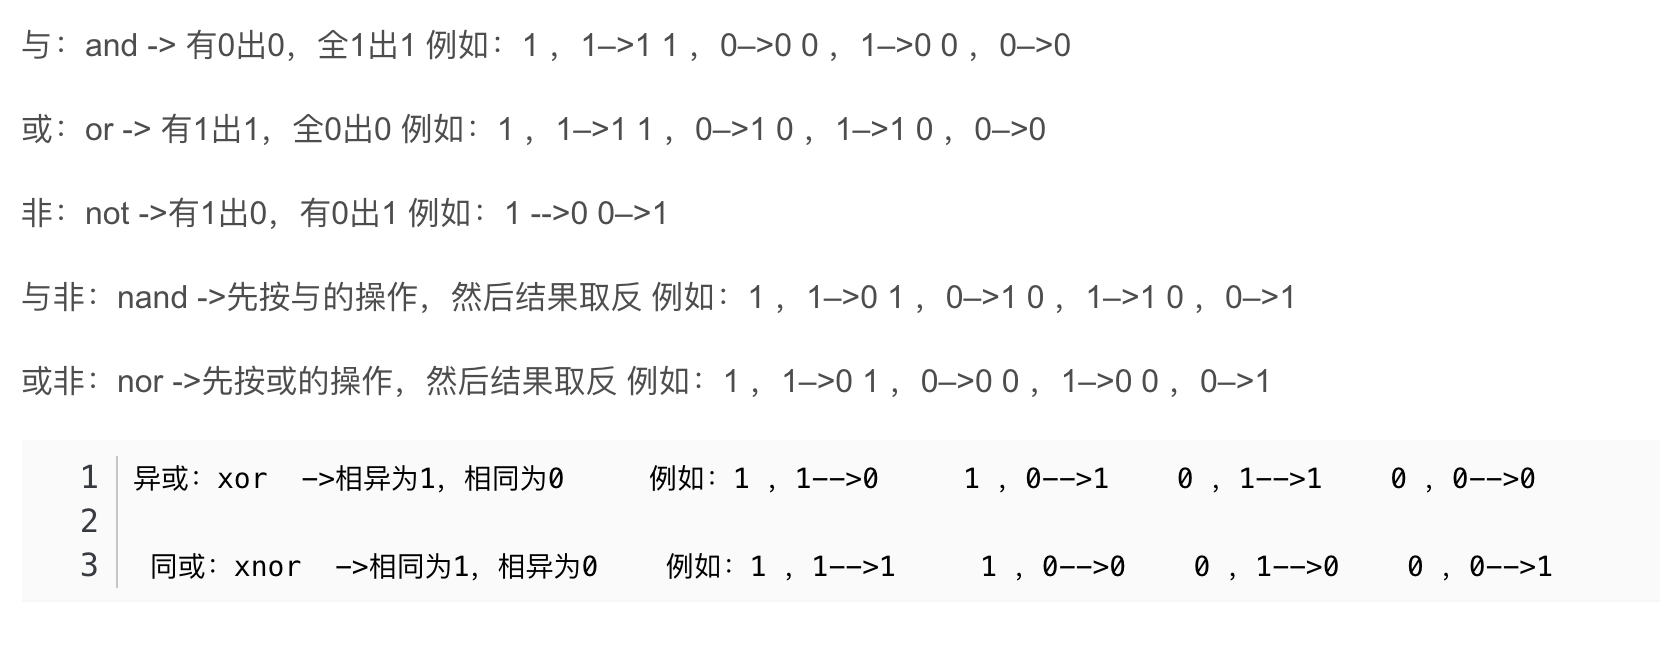 与：and -> 有0出0，全1出1 例如：1 ，1–>1 1 ，0–>0 0 ，1–>0 0 ，0–>0
或：or -> 有1出1，全0出0 例如：1 ，1–>1 1 ，0–>1 0 ，1–>1 0 ，0–>0
非：not ->有1出0，有0出1 例如：1 -->0 0–>1
与非：nand ->先按与的操作，然后结果取反 例如：1 ，1–>0 1 ，0–>1 0 ，1–>1 0 ，0–>1
或非：nor ->先按或的操作，然后结果取反 例如：1 ，1–>0 1 ，0–>0 0 ，1–>0 0 ，0–>1
1 异或：xor  ->相异为1，相同为0     例如：1 ，1-->0     1 ，0-->1    0 ，1-->1    0 ，0-->0
2
3  同或：xnor  ->相同为1，相异为0    例如：1 ，1-->1     1 ，0-->0    0 ，1-->0    0 ，0-->1